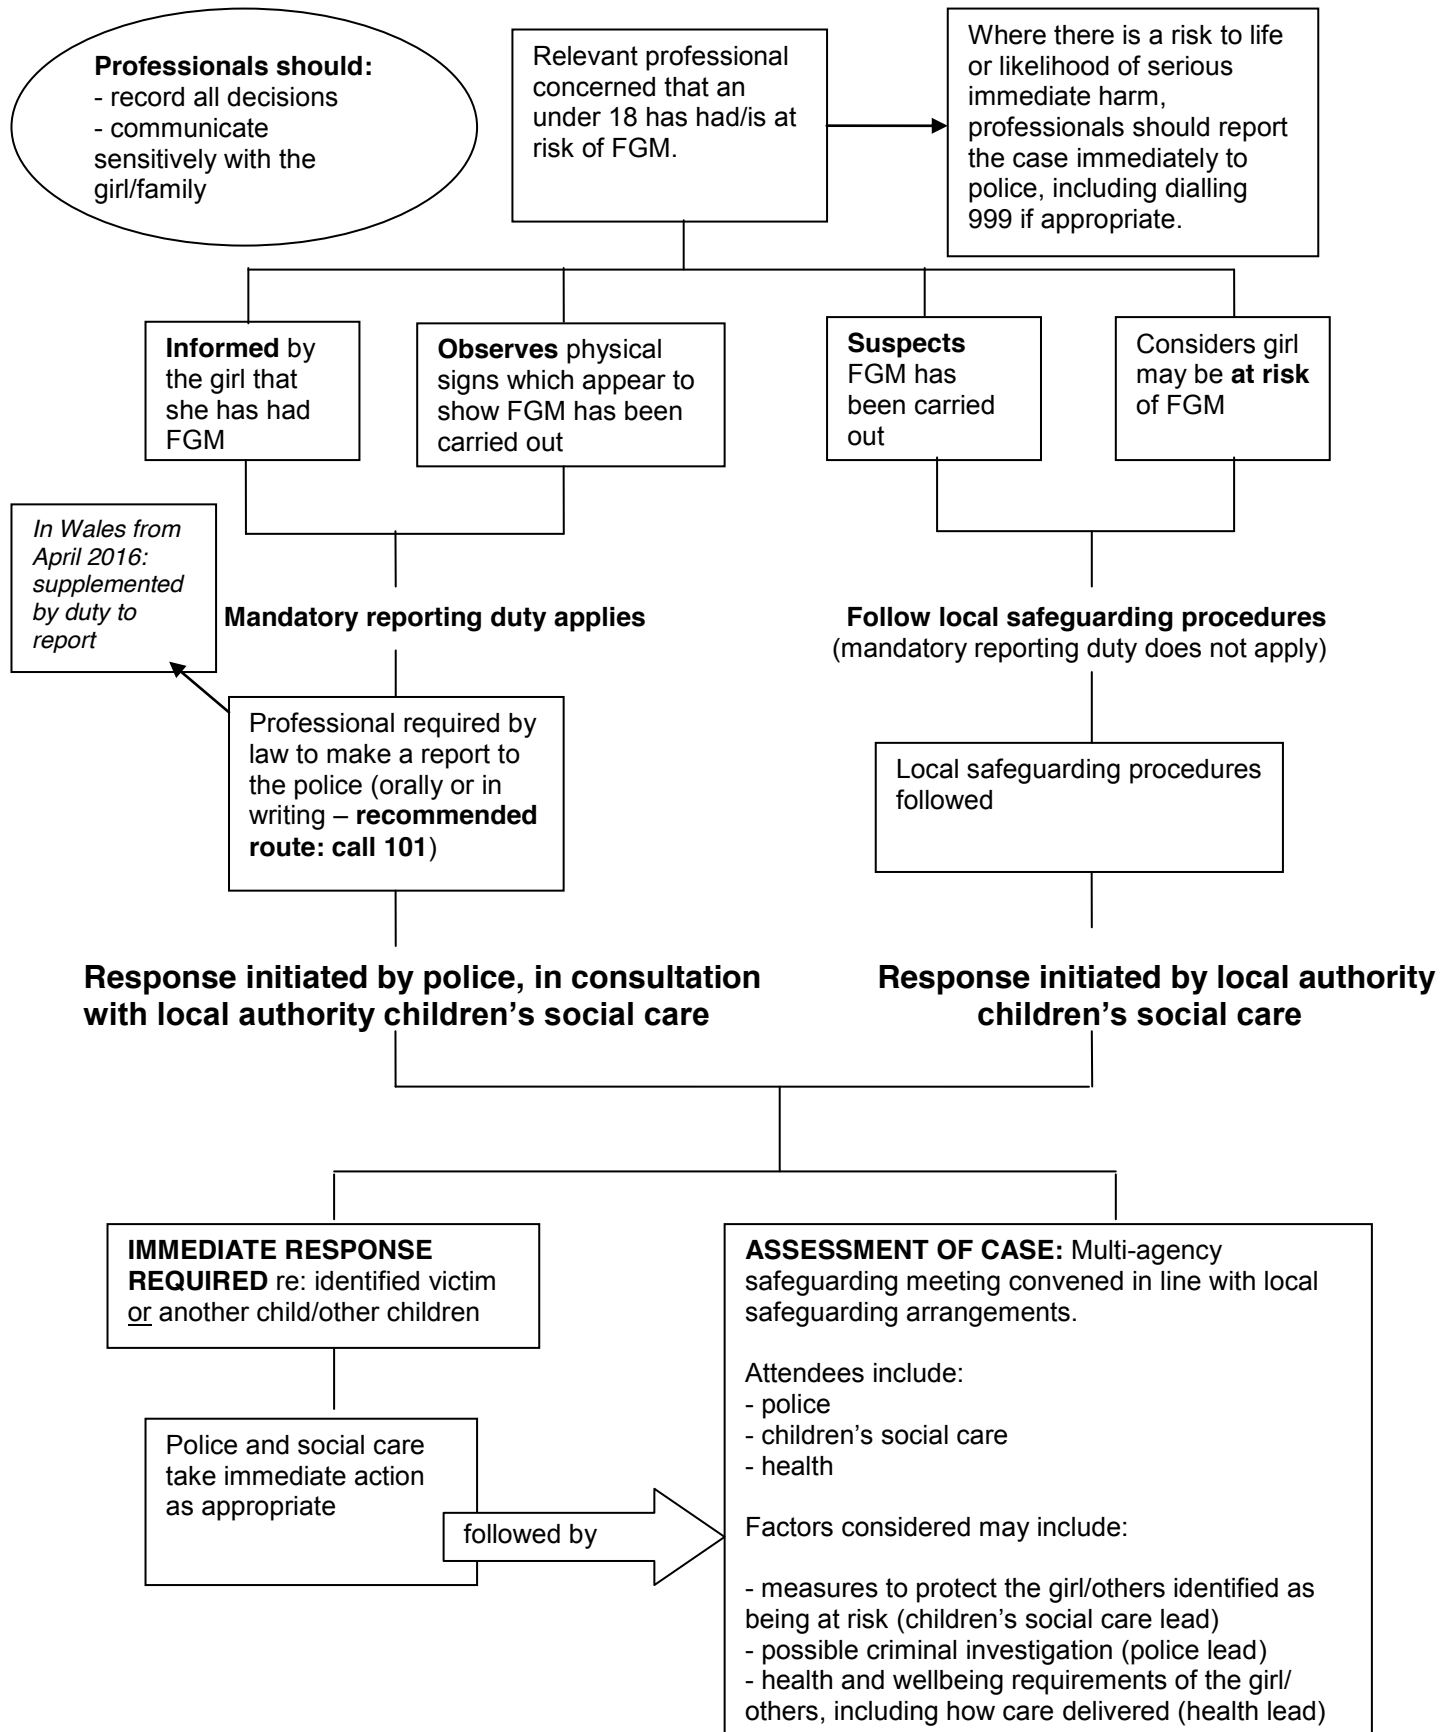 Professionals should:
- record all decisions
- communicate
sensitively with the
girl/family
Relevant professional
concerned that an
under 18 has had/is at
risk of FGM.
Where there is a risk to life
or likelihood of serious
immediate harm,
professionals should report
the case immediately to
police, including dialling
999 if appropriate.
Informed by
the girl that
she has had
FGM
Observes physical
signs which appear to
show FGM has been
carried out
Suspects
FGM has
been carried
out
Considers girl
may be at risk
of FGM
In Wales from
April 2016:
supplemented
by duty to
report
Mandatory reporting duty applies
Follow local safeguarding procedures
(mandatory reporting duty does not apply)
Professional required by
law to make a report to
the police (orally or in
writing – recommended
route: call 101)
Local safeguarding procedures
followed
Response initiated by police, in consultation
with local authority children’s social care
Response initiated by local authority
children’s social care
IMMEDIATE RESPONSE
REQUIRED re: identified victim
or another child/other children
Police and social care
take immediate action
as appropriate
followed by
ASSESSMENT OF CASE: Multi-agency
safeguarding meeting convened in line with local
safeguarding arrangements.
Attendees include:
- police
- children’s social care
- health
Factors considered may include:
- measures to protect the girl/others identified as
being at risk (children’s social care lead)
- possible criminal investigation (police lead)
- health and wellbeing requirements of the girl/
others, including how care delivered (health lead)